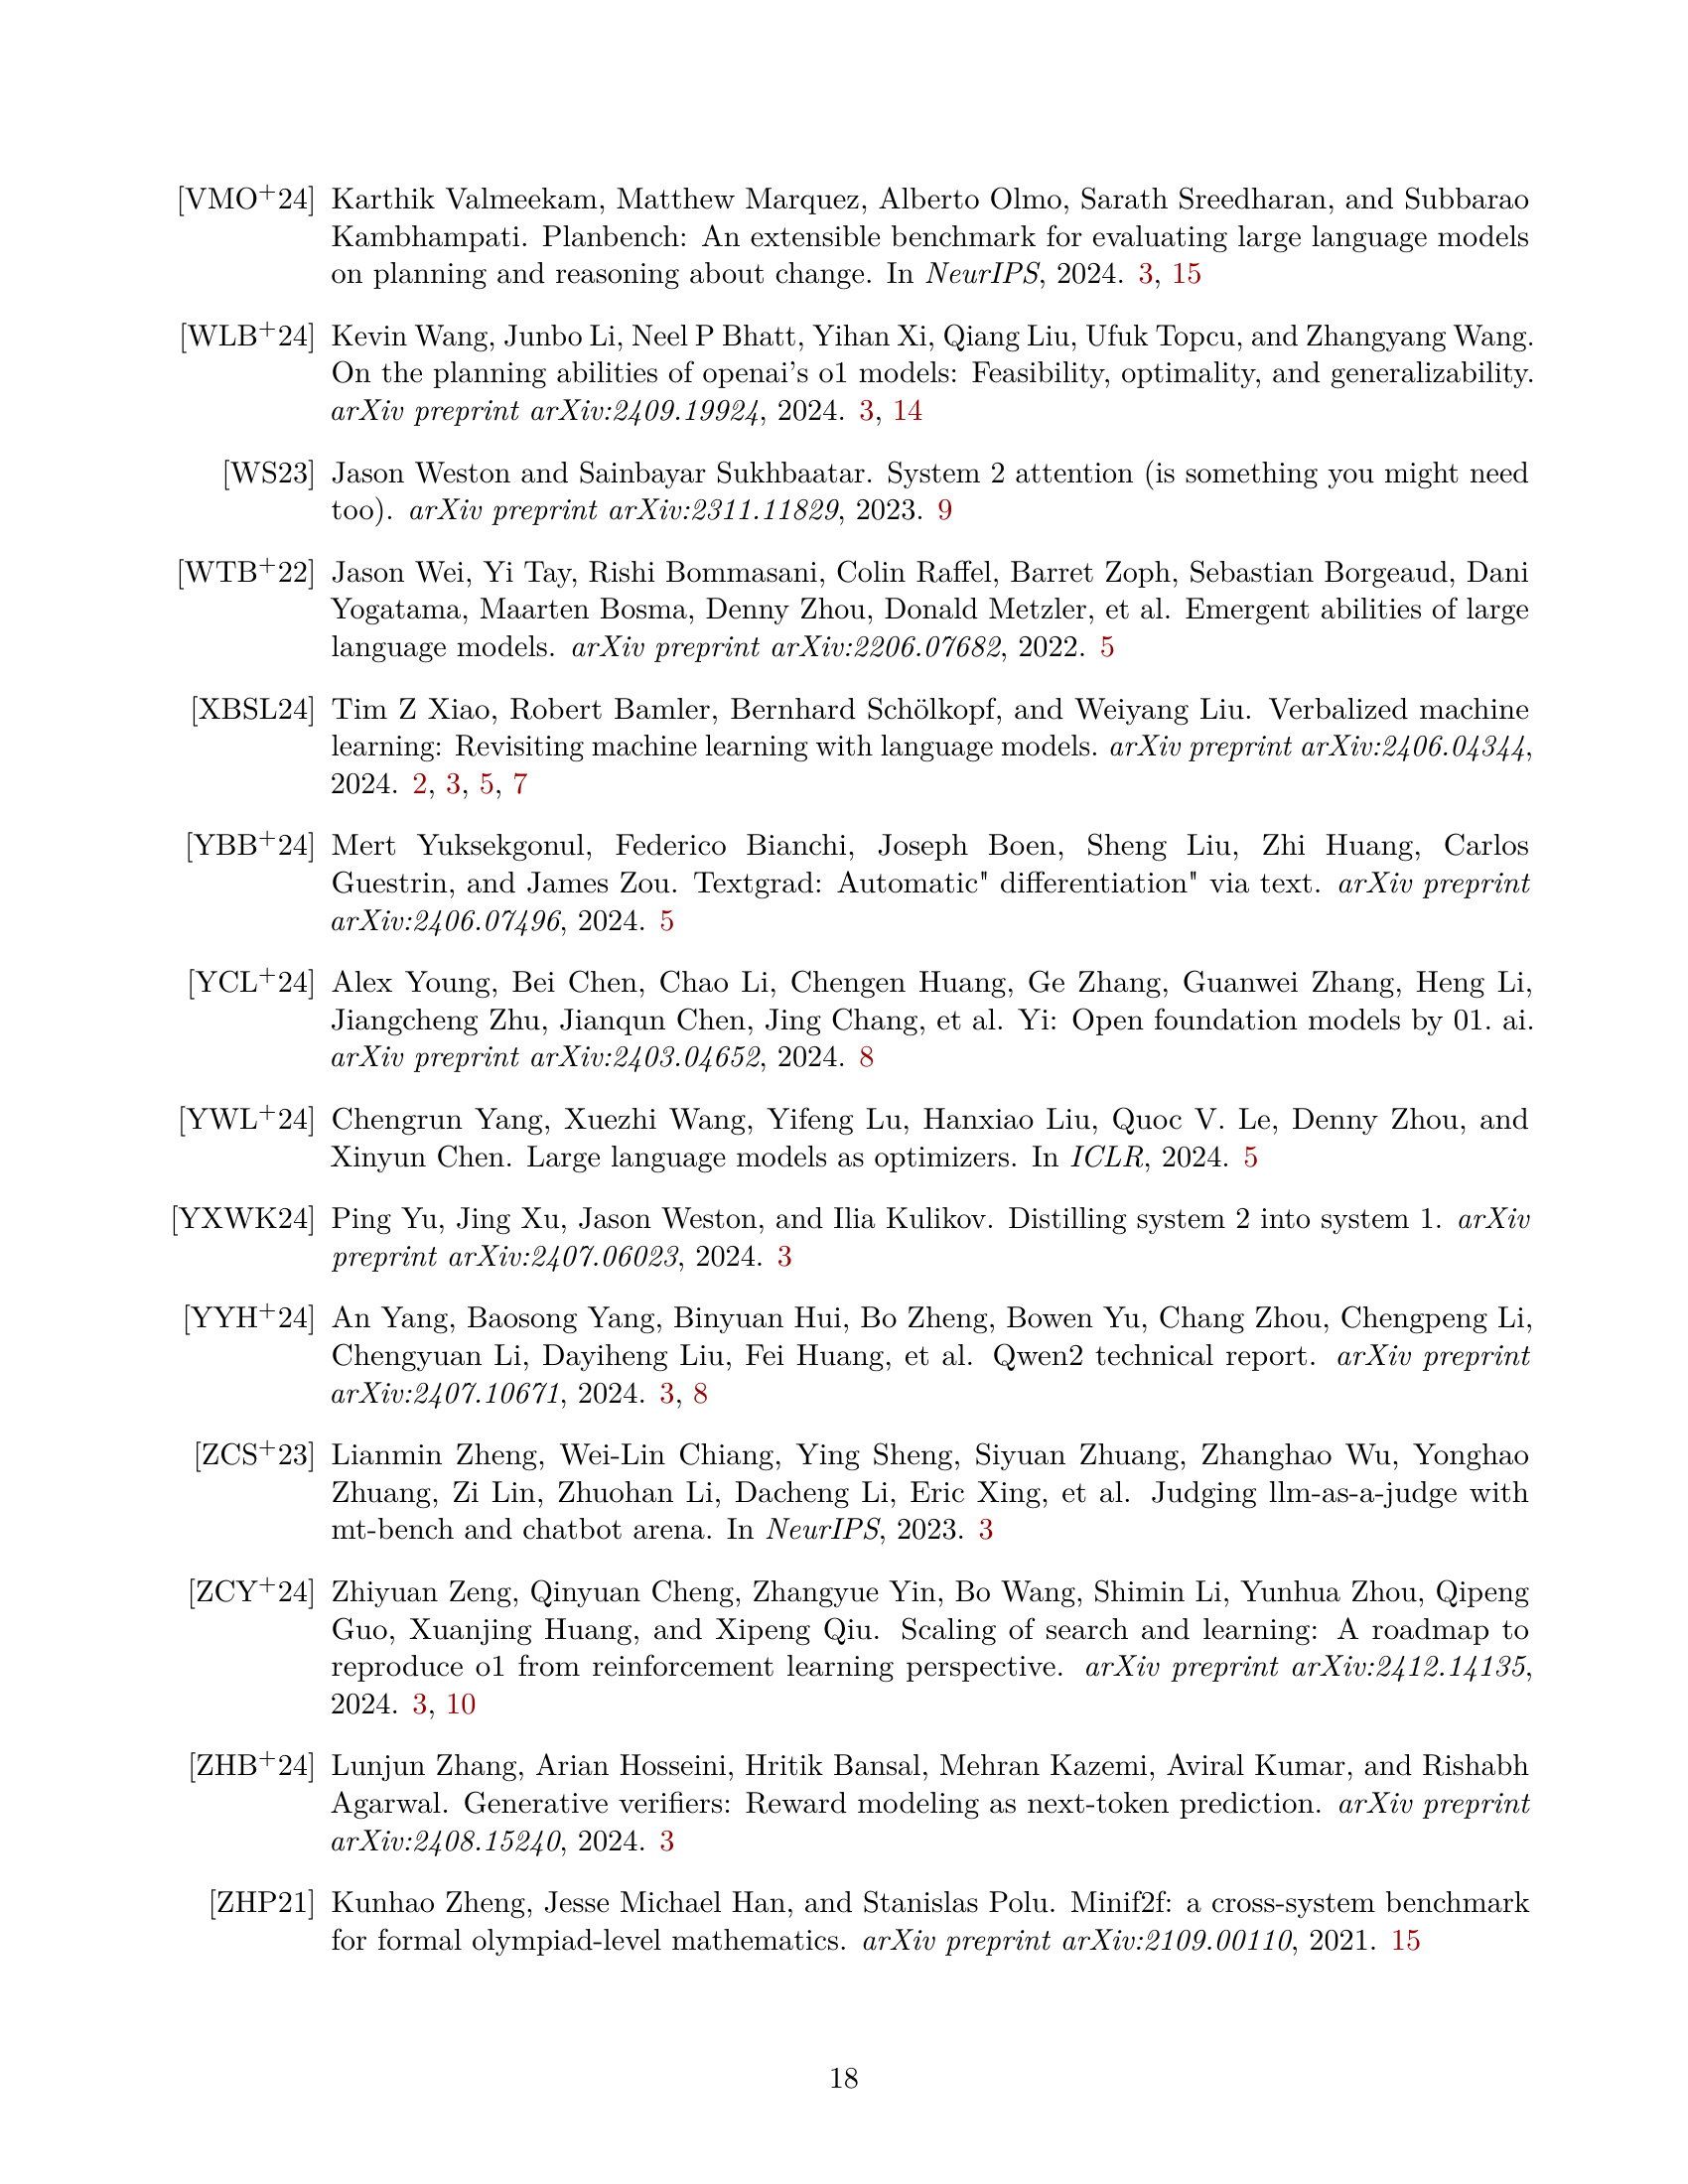 [VMO+24] Karthik Valmeekam, Matthew Marquez, Alberto Olmo, Sarath Sreedharan, and Subbarao
Kambhampati. Planbench: An extensible benchmark for evaluating large language models
on planning and reasoning about change. In NeurIPS, 2024. 3, 15
[WLB+24] Kevin Wang, Junbo Li, Neel P Bhatt, Yihan Xi, Qiang Liu, Ufuk Topcu, and Zhangyang Wang.
On the planning abilities of openai's o1 models: Feasibility, optimality, and generalizability.
arXiv preprint arXiv:2409.19924, 2024. 3, 14
[WS23] Jason Weston and Sainbayar Sukhbaatar. System 2 attention (is something you might need
too). arXiv preprint arXiv:2311.11829, 2023. 9
[WTB+22] Jason Wei, Yi Tay, Rishi Bommasani, Colin Raffel, Barret Zoph, Sebastian Borgeaud, Dani
Yogatama, Maarten Bosma, Denny Zhou, Donald Metzler, et al. Emergent abilities of large
language models. arXiv preprint arXiv:2206.07682, 2022. 5
[XBSL24] Tim Z Xiao, Robert Bamler, Bernhard Schölkopf, and Weiyang Liu. Verbalized machine
learning: Revisiting machine learning with language models. arXiv preprint arXiv:2406.04344,
2024. 2, 3, 5, 7
[YBB+24] Mert Yuksekgonul, Federico Bianchi, Joseph Boen, Sheng Liu, Zhi Huang, Carlos
Guestrin, and James Zou. Textgrad: Automatic" differentiation" via text. arXiv preprint
arXiv:2406.07496, 2024. 5
[YCL+24] Alex Young, Bei Chen, Chao Li, Chengen Huang, Ge Zhang, Guanwei Zhang, Heng Li,
Jiangcheng Zhu, Jianqun Chen, Jing Chang, et al. Yi: Open foundation models by 01. ai.
arXiv preprint arXiv:2403.04652, 2024. 8
[YWL+24] Chengrun Yang, Xuezhi Wang, Yifeng Lu, Hanxiao Liu, Quoc V. Le, Denny Zhou, and
Xinyun Chen. Large language models as optimizers. In ICLR, 2024. 5
[YXWK24] Ping Yu, Jing Xu, Jason Weston, and Ilia Kulikov. Distilling system 2 into system 1. arXiv
preprint arXiv:2407.06023, 2024. 3
[YYH+24] An Yang, Baosong Yang, Binyuan Hui, Bo Zheng, Bowen Yu, Chang Zhou, Chengpeng Li,
Chengyuan Li, Dayiheng Liu, Fei Huang, et al. Qwen2 technical report. arXiv preprint
arXiv:2407.10671, 2024. 3, 8
[ZCS+23] Lianmin Zheng, Wei-Lin Chiang, Ying Sheng, Siyuan Zhuang, Zhanghao Wu, Yonghao
Zhuang, Zi Lin, Zhuohan Li, Dacheng Li, Eric Xing, et al. Judging llm-as-a-judge with
mt-bench and chatbot arena. In NeurIPS, 2023. 3
[ZCY+24] Zhiyuan Zeng, Qinyuan Cheng, Zhangyue Yin, Bo Wang, Shimin Li, Yunhua Zhou, Qipeng
Guo, Xuanjing Huang, and Xipeng Qiu. Scaling of search and learning: A roadmap to
reproduce o1 from reinforcement learning perspective. arXiv preprint arXiv:2412.14135,
2024. 3, 10
[ZHB+24] Lunjun Zhang, Arian Hosseini, Hritik Bansal, Mehran Kazemi, Aviral Kumar, and Rishabh
Agarwal. Generative verifiers: Reward modeling as next-token prediction. arXiv preprint
arXiv:2408.15240, 2024. 3
[ZHP21] Kunhao Zheng, Jesse Michael Han, and Stanislas Polu. Minif2f: a cross-system benchmark
for formal olympiad-level mathematics. arXiv preprint arXiv:2109.00110, 2021. 15
18